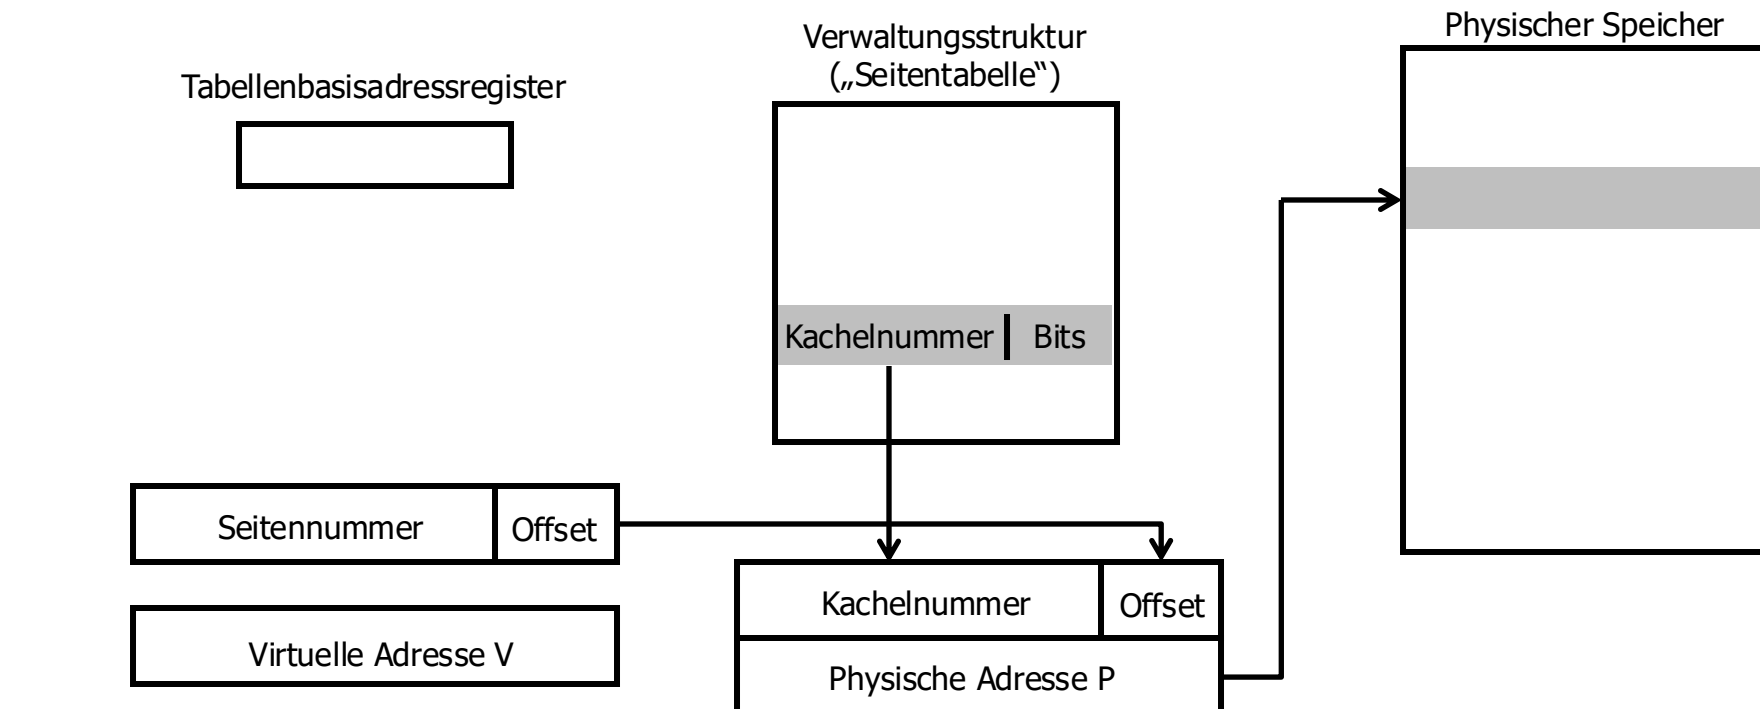 Physischer Speicher
Verwaltungsstruktur
(„Seitentabelle“)
Tabellenbasisadressregister
Kachelnummer Bits
Seitennummer Offset
Kachelnummer Offset
Virtuelle Adresse V
Physische Adresse P